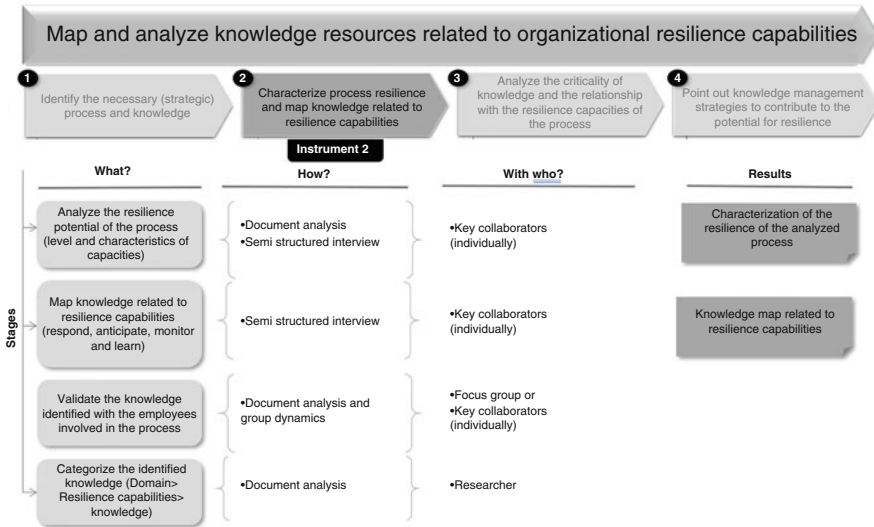 Map and analyze knowledge resources related to organizational resilience capabilities
1
Identify the necessary (strategic)
process and knowledge
2
Characterize process resilience
and map knowledge related to
resilience capabilities
3
Analyze the criticality of
knowledge and the relationship
with the resilience capacities of
the process
4
Point out knowledge management
strategies to contribute to the
potential for resilience
Instrument 2
What?
How?
With who?
Results
Stages
Analyze the resilience
potential of the process
(level and characteristics of
capacities)
•Document analysis
•Semi structured interview
•Key collaborators
(individually)
Characterization of the
resilience of the analyzed
process
Map knowledge related to
resilience capabilities
(respond, anticipate, monitor
and learn)
•Semi structured interview
•Key collaborators
(individually)
Knowledge map related to
resilience capabilities
Validate the knowledge
identified with the employees
involved in the process
•Document analysis and
group dynamics
•Focus group or
•Key collaborators
(individually)
Categorize the identified
knowledge (Domain>
Resilience capabilities>
knowledge)
•Document analysis
•Researcher